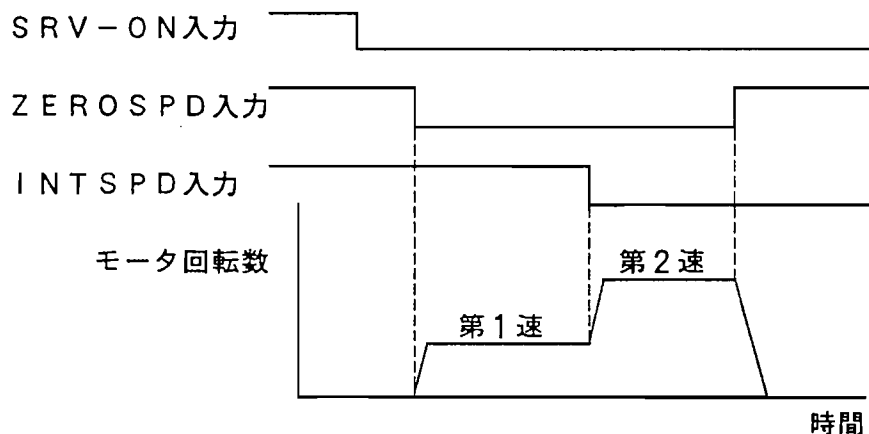 ＳＲＶ－ＯＮ入力
ＺＥＲＯＳＰＤ入力
ＩＮＴＳＰＤ入力
モータ回転数
第２速
第１速
時間